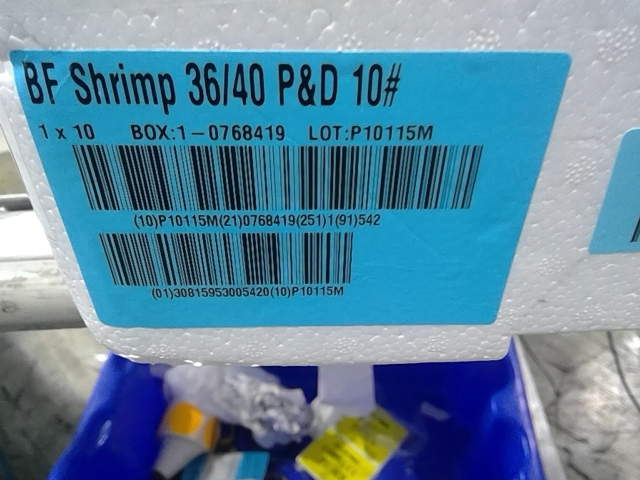 BF Shrimp 36/40 P&D 10#
1 x 10 BOX:1-0768419 LOT:P10115M
(10)P10115M(21)0768419(251)1(91)542
(01)30815953005420(10)P10115M